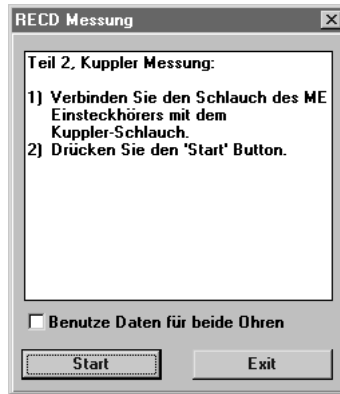 RECD Messung
Teil 2, Kuppler Messung:
1) Verbinden Sie den Schlauch des ME
Einsteckhörers mit dem
Kuppler-Schlauch.
2) Drücken Sie den 'Start' Button.
Benutze Daten für beide Ohren
Start Exit